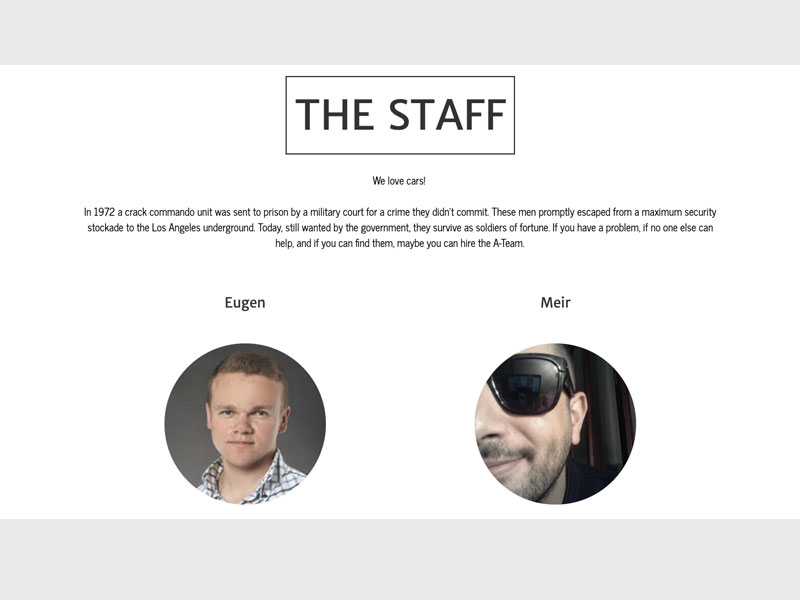 THE STAFF
We love cars!
In 1972 a crack commando unit was sent to prison by a military court for a crime they didn't commit. These men promptly escaped from a maximum security
stockade to the Los Angeles underground. Today, still wanted by the government, they survive as soldiers of fortune. If you have a problem, if no one else can
help, and if you can find them, maybe you can hire the A-Team.
Eugen
Meir